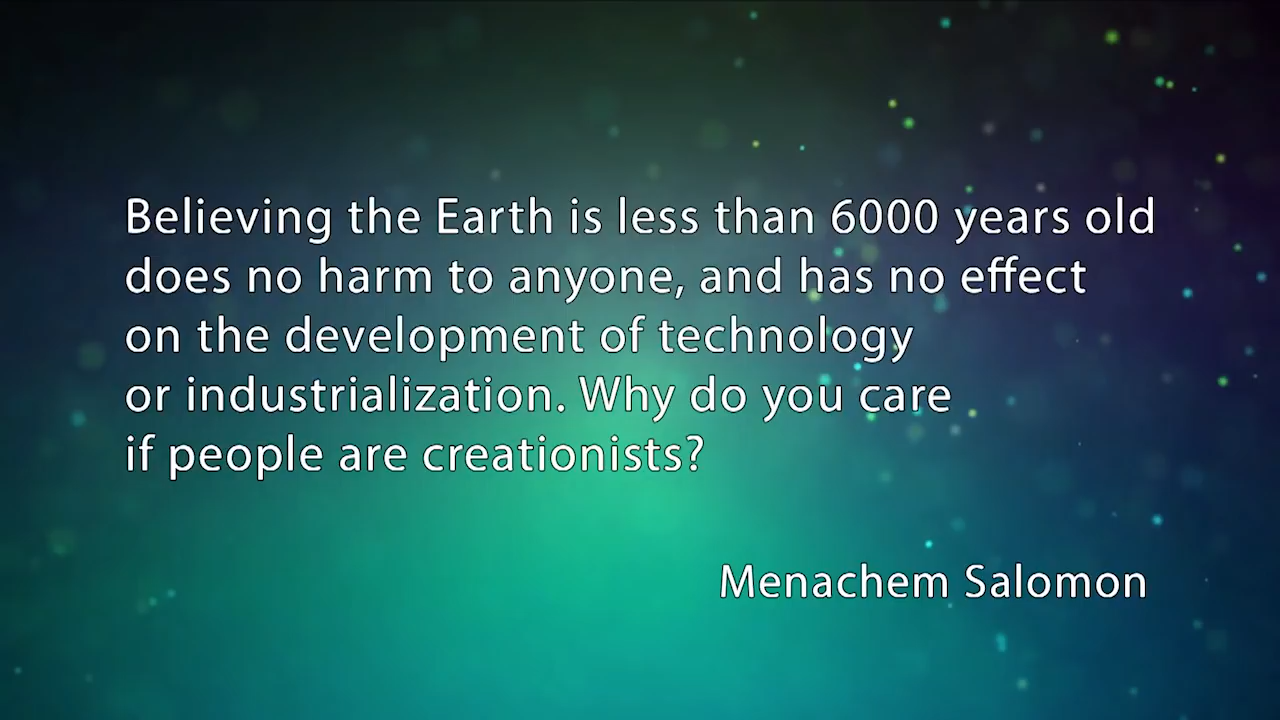 Believing the Earth is less than 6000 years old
does no harm to anyone, and has no effect
on the development of technology
or industrialization. Why do you care
if people are creationists?
Menachem Salomon